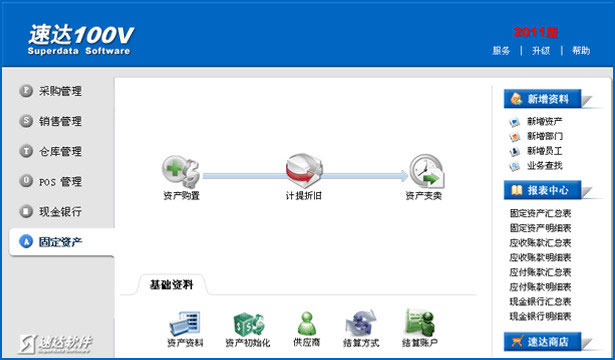 速达100V
Superdata Software
2011版
服务 | 升级 | 帮助
P 采购管理
S 销售管理
T 仓库管理
O POS 管理
现金银行
A 固定资产
资产购置
计提折旧
资产变卖
基础资料
资产资料
资产初始化
供应商
结算方式
结算账户
新增资料
新增资产
新增部门
新增员工
业务查找
报表中心
固定资产汇总表
固定资产明细表
应收账款汇总表
应收账款明细表
应付账款汇总表
应付账款明细表
现金银行汇总表
现金银行明细表
速达商店
速达软件
Superdata Software